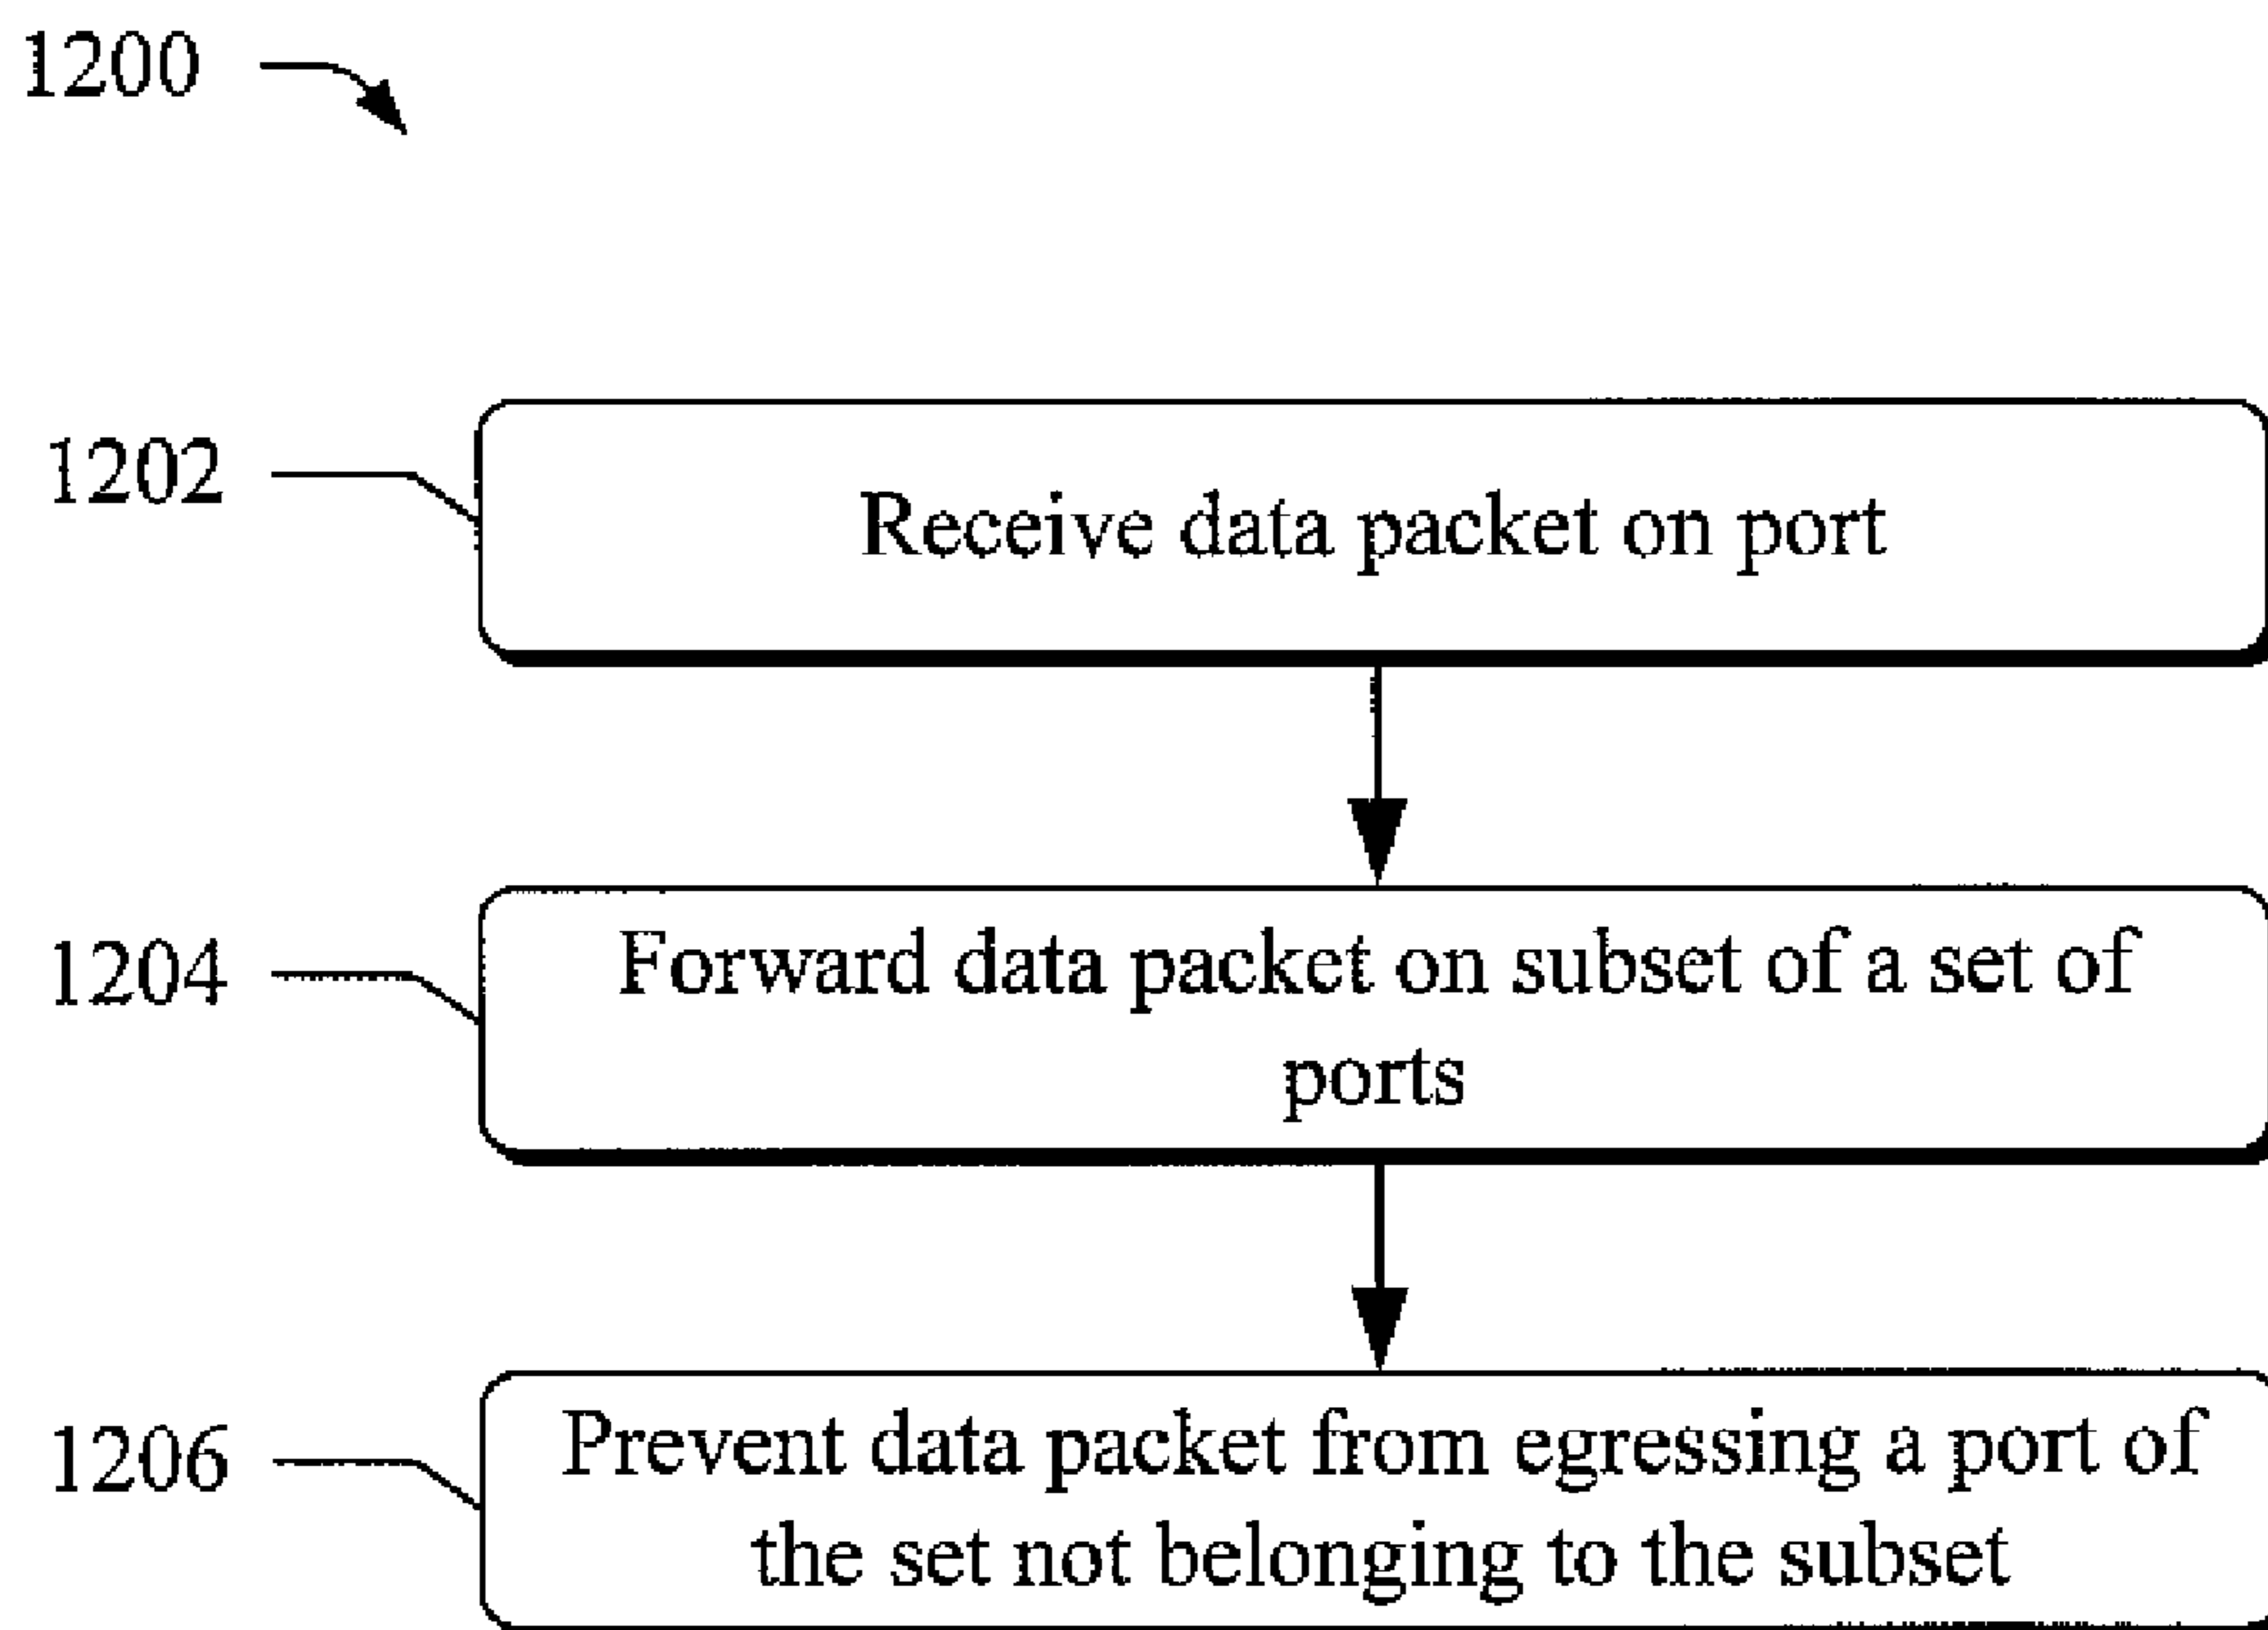 1200
1202
Receive data packet on port
1204
Forward data packet on subset of a set of
ports
1206
Prevent data packet from egressing a port of
the set not belonging to the subset